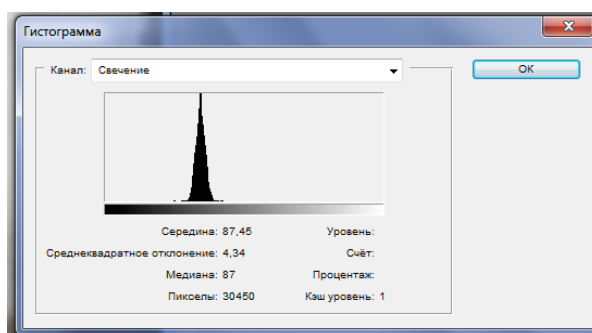 Гистограмма
Канал: Свечение
OK
Середина: 87,45 Уровень:
Среднеквадратное отклонение: 4,34 Счёт:
Медиана: 87 Процентаж:
Пикселы: 30450 Кэш уровень: 1